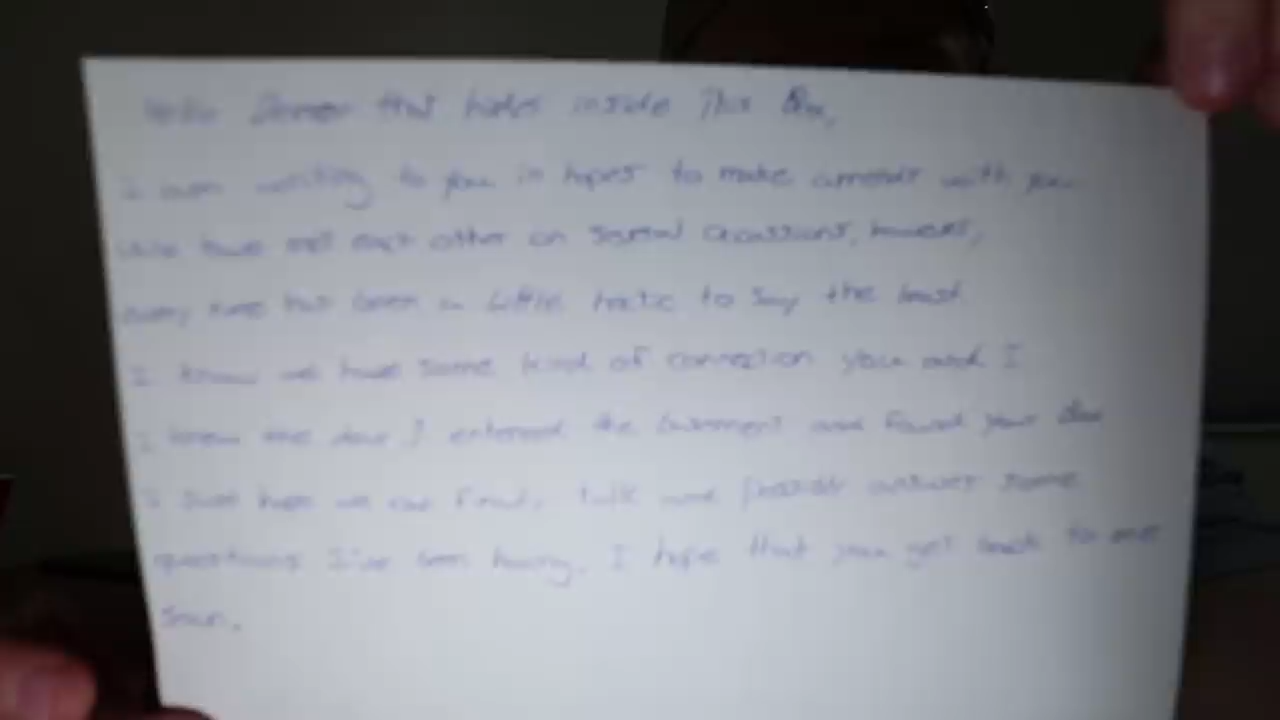 Hello Demon that hides inside This Box,
I am writing to you in hopes to make amends with you
We have met each other on several occassions, however,
every time has been a little hectic to say the least
I know we have some kind of connection you and I
I knew the day I entered the basement and found your Box
I just hope we can talk and possibly answer some
questions I've been having. I hope that you get back to me
soon.